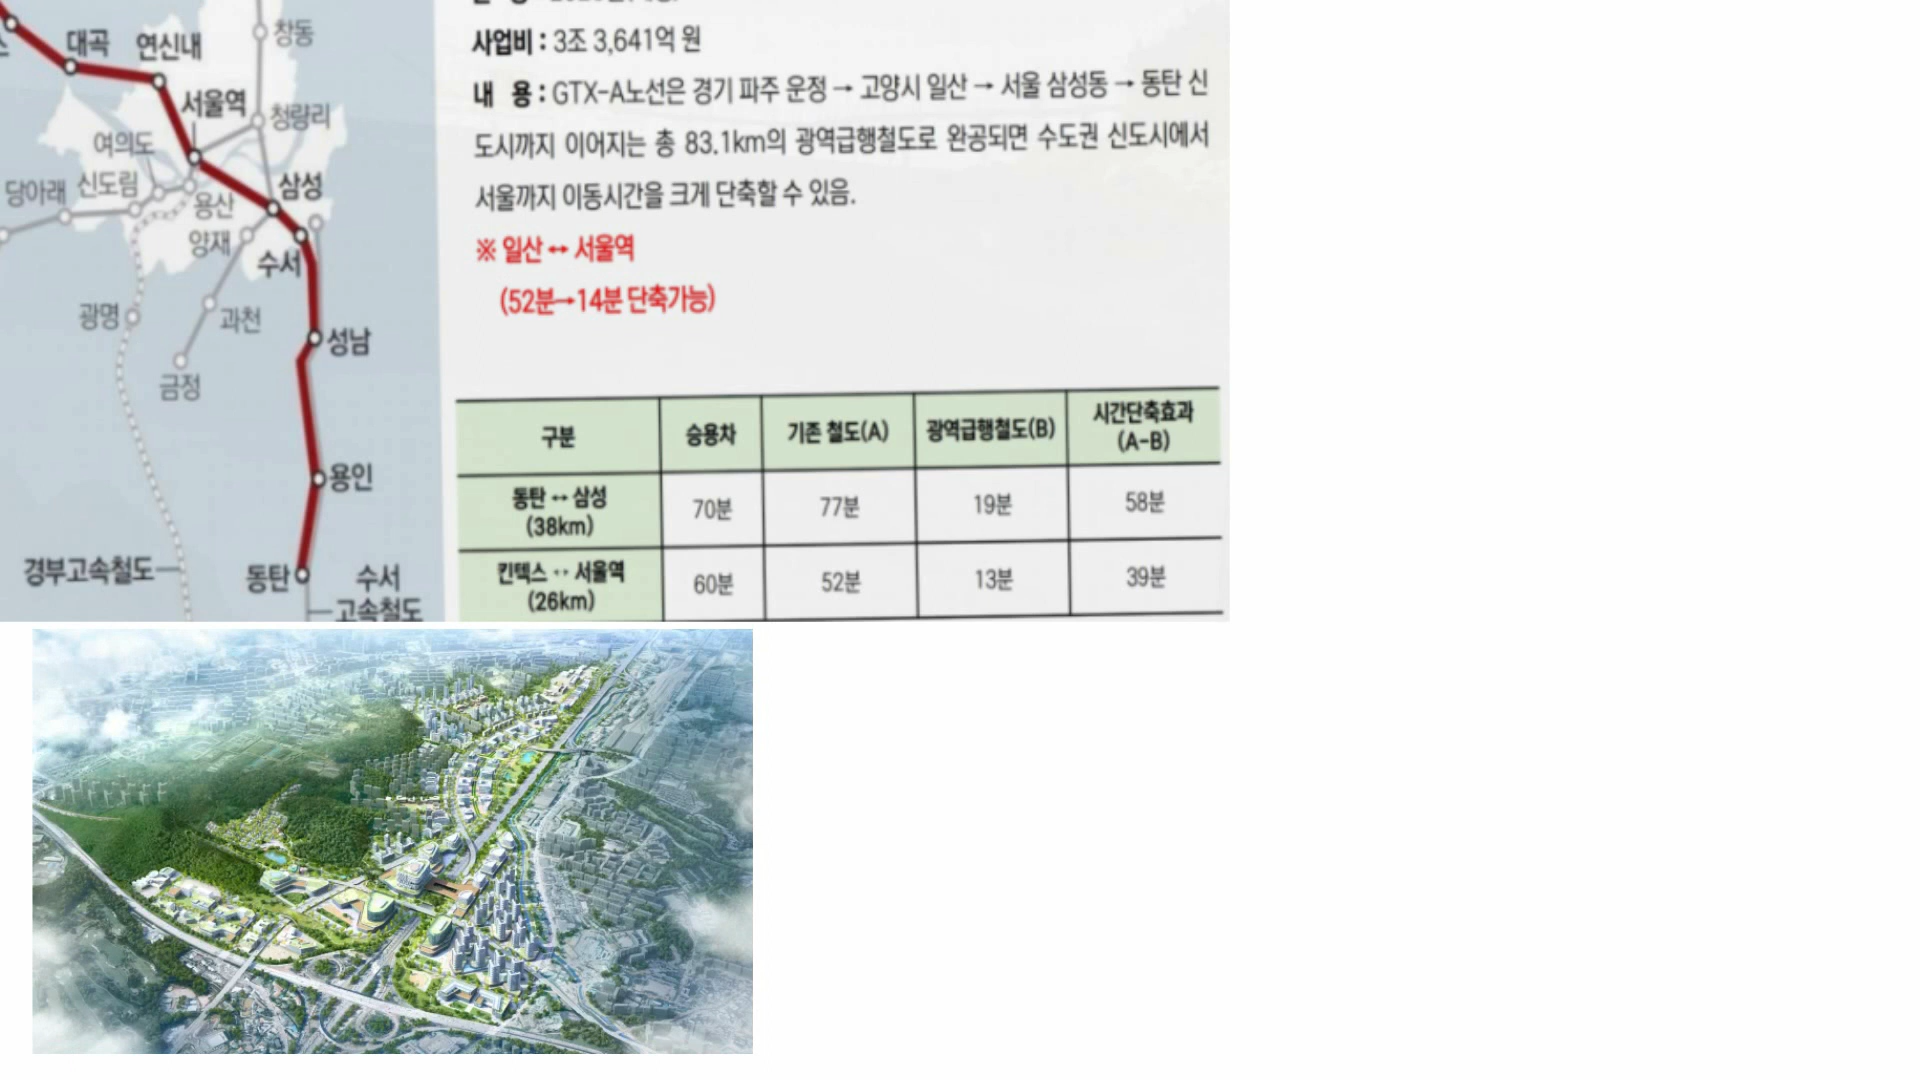 대곡
연신내
창동
서울역
청량리
여의도
당아래
신도림
삼성
용산
양재
수서
광명
과천
성남
금정
용인
경부고속철도
동탄
수서
고속철도
사업비 : 3조 3,641억 원
내 용 : GTX-A노선은 경기 파주 운정 → 고양시 일산 → 서울 삼성동 → 동탄 신
도시까지 이어지는 총 83.1km의 광역급행철도로 완공되면 수도권 신도시에서
서울까지 이동시간을 크게 단축할 수 있음.
※ 일산 ↔ 서울역
(52분→14분 단축가능)
구분 승용차 기존 철도(A) 광역급행철도(B) 시간단축효과
(A-B)
동탄 ↔ 삼성
(38km) 70분 77분 19분 58분
킨텍스 ↔ 서울역
(26km) 60분 52분 13분 39분